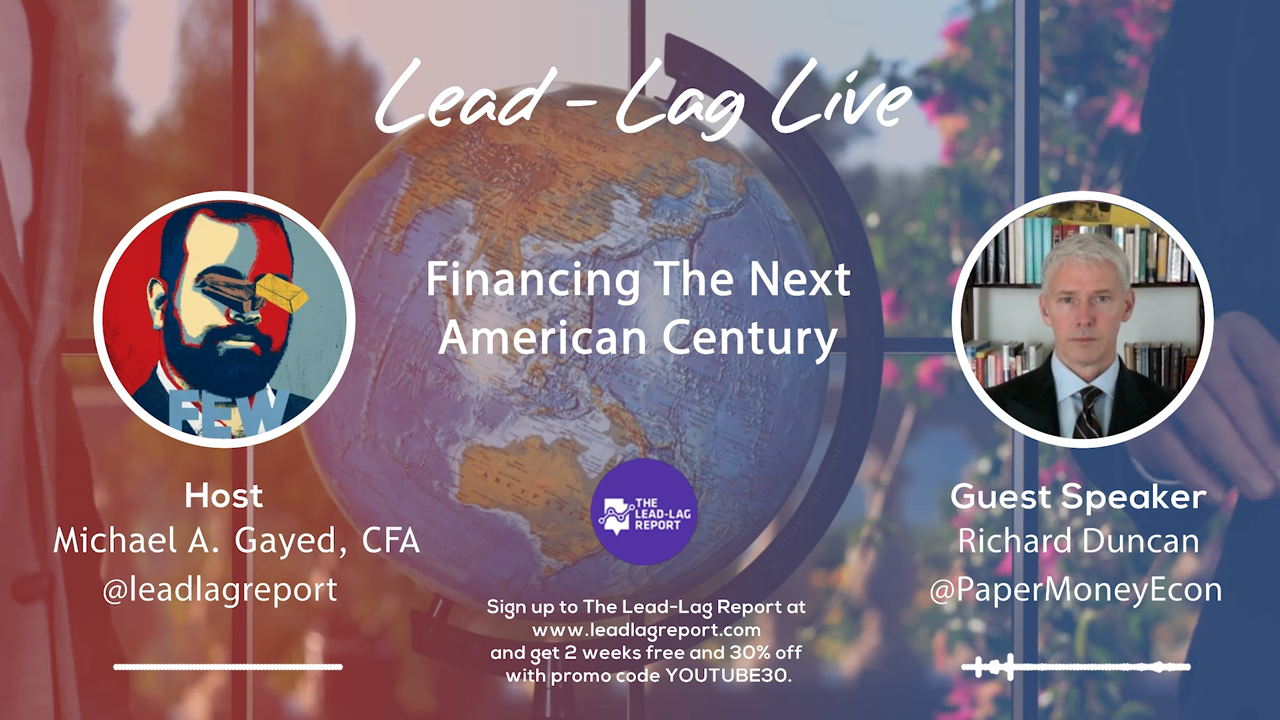 Lead - Lag Live
Financing The Next
American Century
FEW
THE
LEAD-LAG
REPORT
Host
Michael A. Gayed, CFA
@leadlagreport
Guest Speaker
Richard Duncan
@PaperMoneyEcon
Sign up to The Lead-Lag Report at
www.leadlagreport.com
and get 2 weeks free and 30% off
with promo code YOUTUBE30.